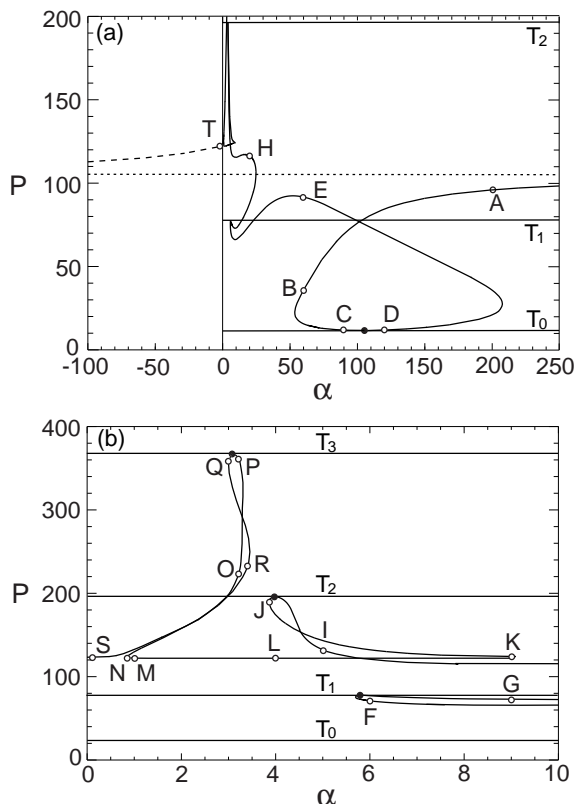 (a)
200
150
100
50
0
P
T₂
T
H
E
A
T₁
B
C
D
T₀
-100
-50
0
50
100
150
200
250
α
(b)
400
300
200
100
0
P
T₃
Q
P
O
R
T₂
J
I
K
S
L
N
M
T₁
G
F
T₀
0
2
4
6
8
10
α